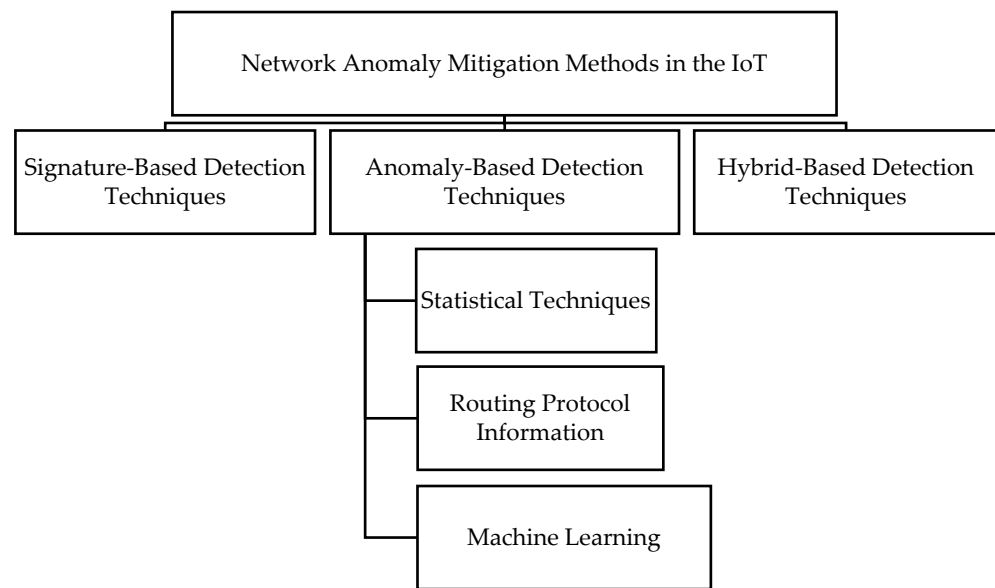 Network Anomaly Mitigation Methods in the IoT
Signature-Based Detection
Techniques
Anomaly-Based Detection
Techniques
Hybrid-Based Detection
Techniques
Statistical Techniques
Routing Protocol
Information
Machine Learning